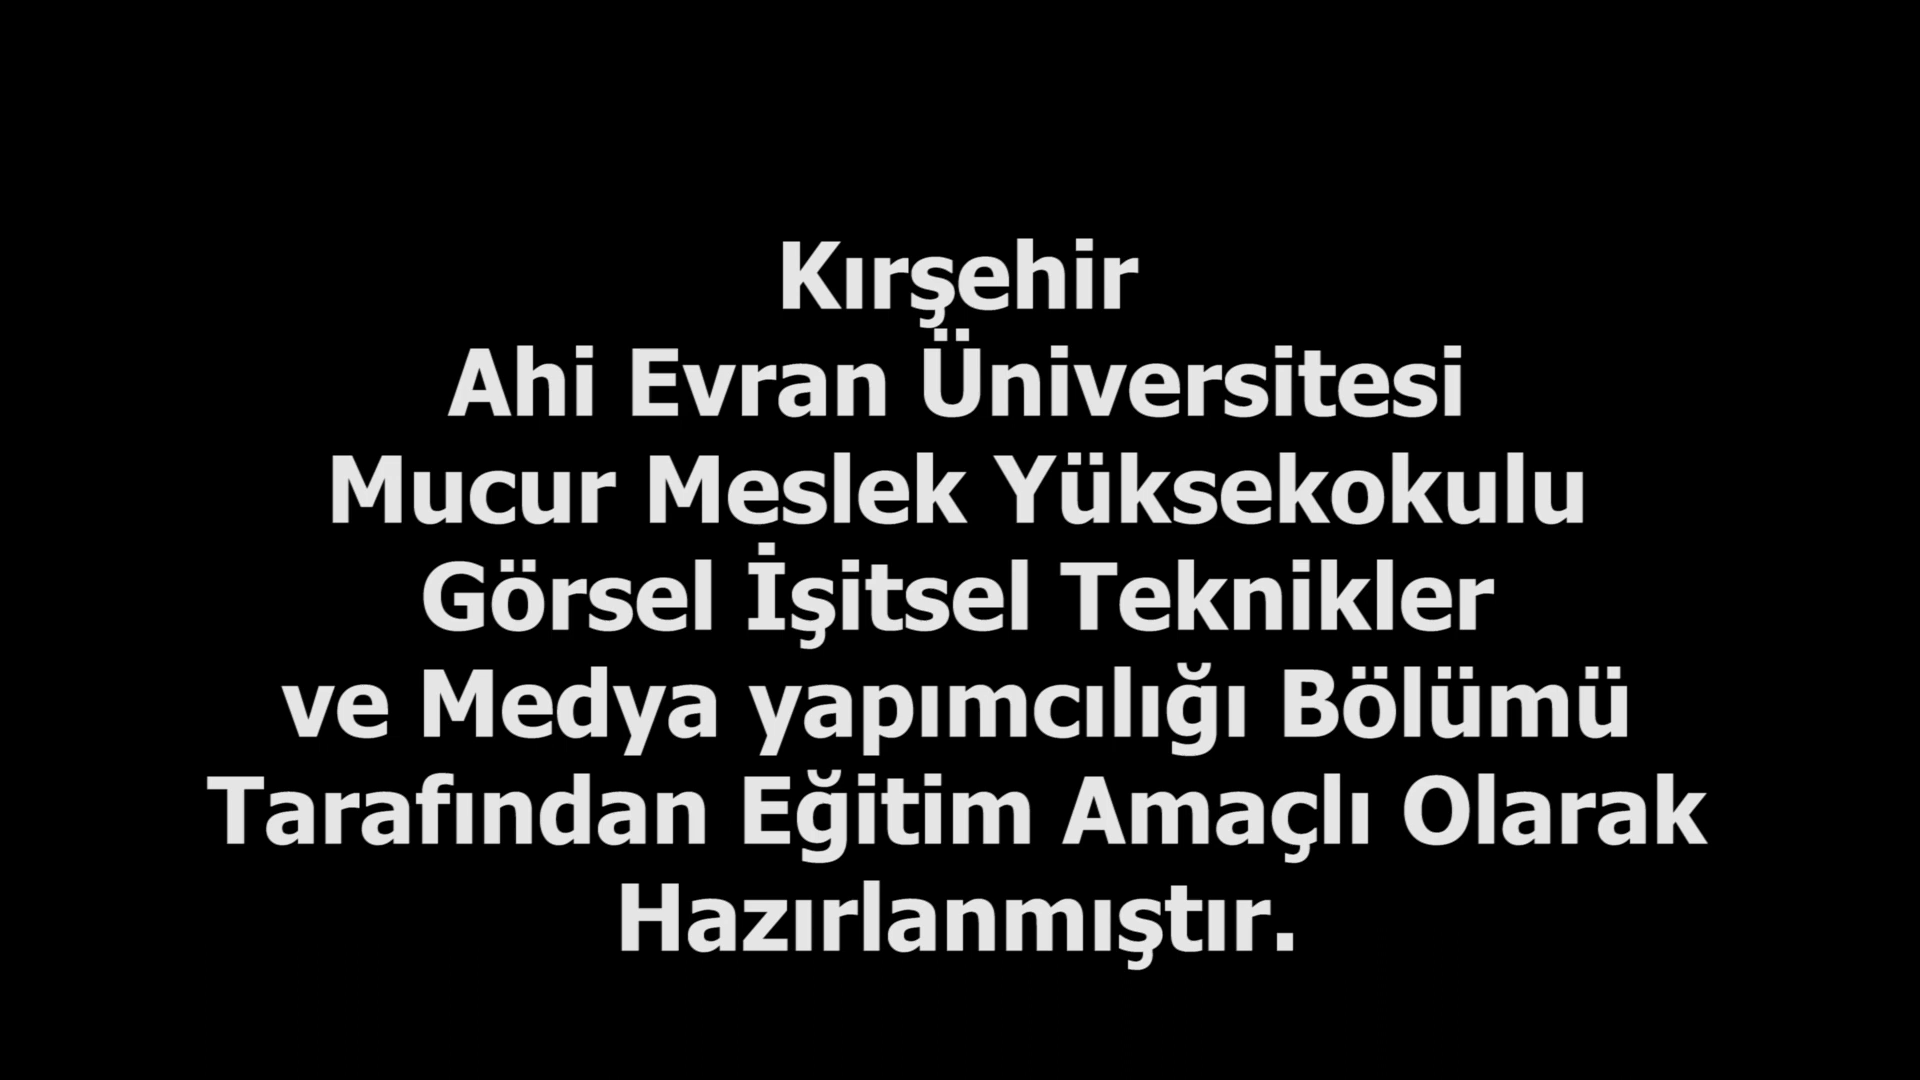 Kırşehir
Ahi Evran Üniversitesi
Mucur Meslek Yüksekokulu
Görsel İşitsel Teknikler
ve Medya yapımcılığı Bölümü
Tarafından Eğitim Amaçlı Olarak
Hazırlanmıştır.